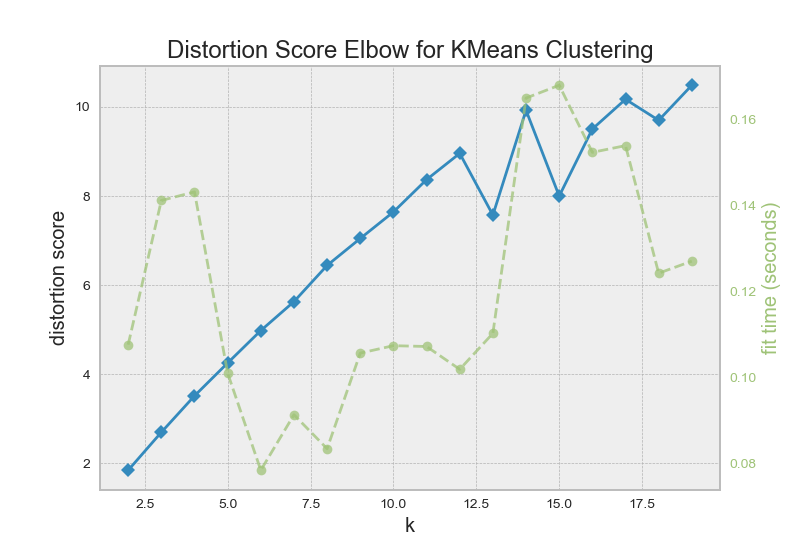 Distortion Score Elbow for KMeans Clustering
distortion score
10
8
6
4
2
2.5 5.0 7.5 10.0 12.5 15.0 17.5
k
0.16
0.14
0.12
0.10
0.08
fit time (seconds)